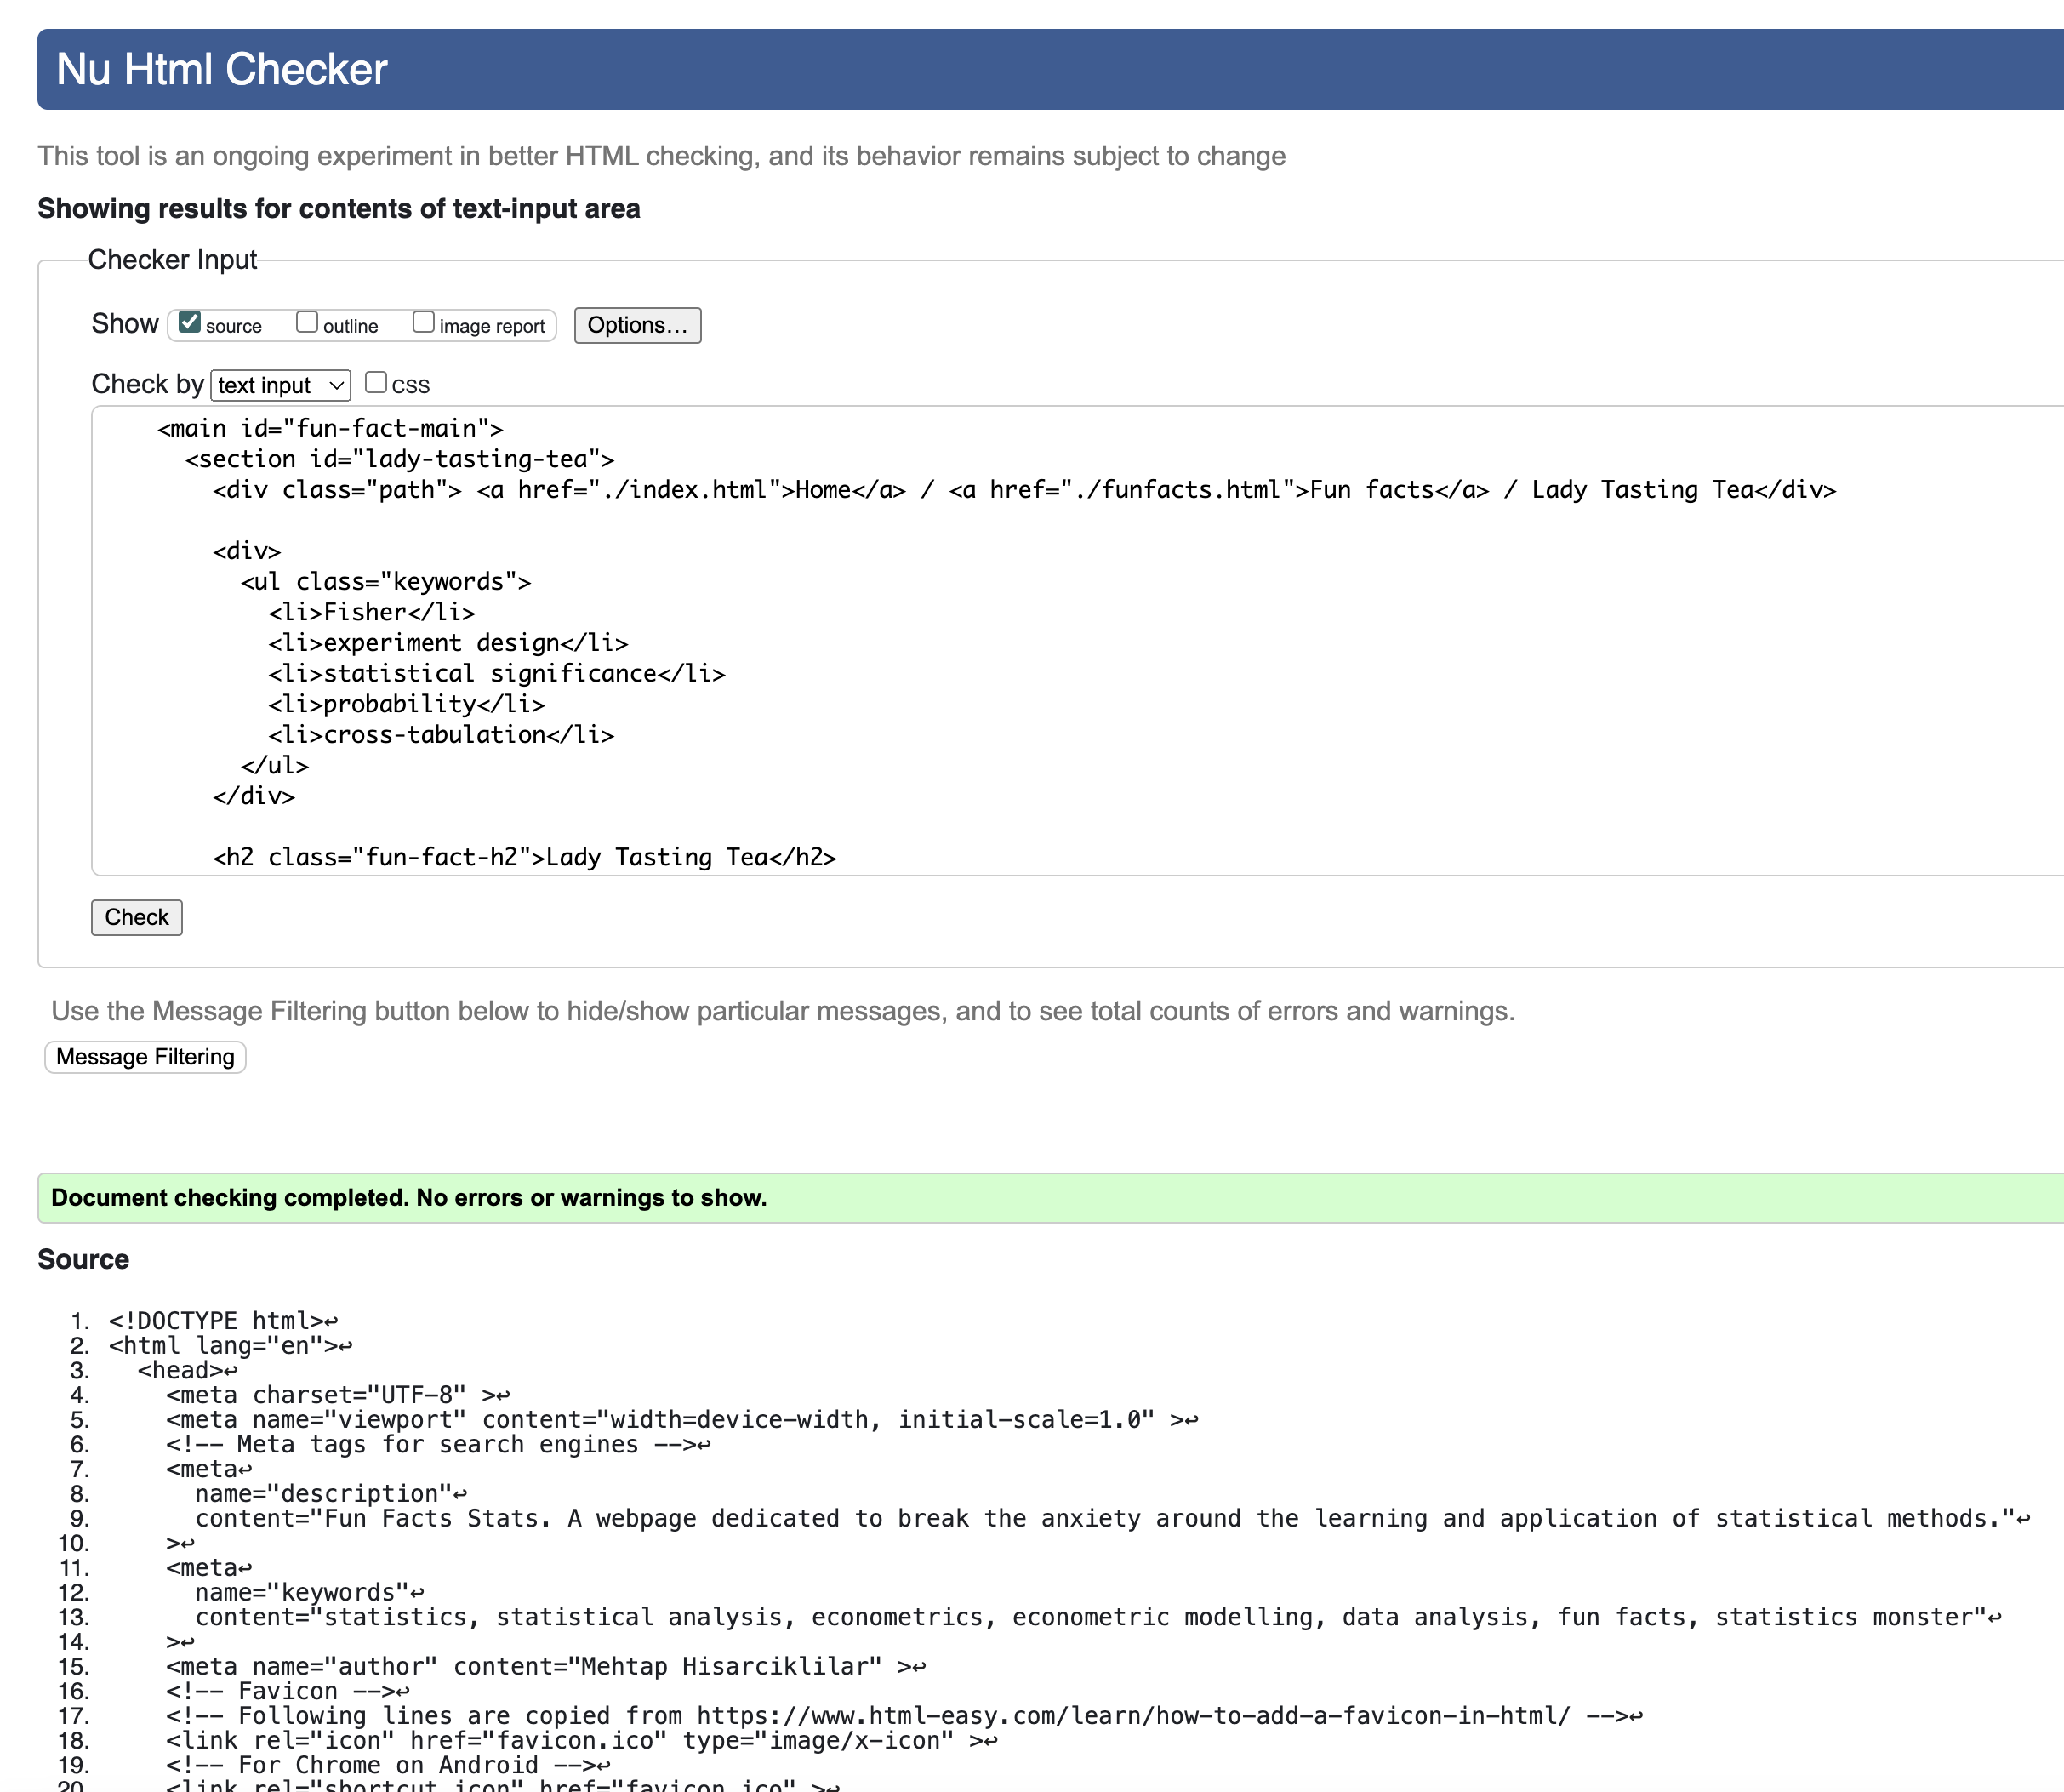 Nu Html Checker
This tool is an ongoing experiment in better HTML checking, and its behavior remains subject to change
Showing results for contents of text-input area
Checker Input
Show source outline image report Options...
Check by text input CSS
<main id="fun-fact-main">
<section id="lady-tasting-tea">
<div class="path"> <a href="./index.html">Home</a> / <a href="./funfacts.html">Fun facts</a> / Lady Tasting Tea</div>
<div>
<ul class="keywords">
<li>Fisher</li>
<li>experiment design</li>
<li>statistical significance</li>
<li>probability</li>
<li>cross-tabulation</li>
</ul>
</div>
<h2 class="fun-fact-h2">Lady Tasting Tea</h2>
Check
Use the Message Filtering button below to hide/show particular messages, and to see total counts of errors and warnings.
Message Filtering
Document checking completed. No errors or warnings to show.
Source
1. <!DOCTYPE html>↩
2. <html lang="en">↩
3. <head>↩
4. <meta charset="UTF-8" >↩
5. <meta name="viewport" content="width=device-width, initial-scale=1.0" >↩
6. <!-- Meta tags for search engines -->↩
7. <meta↩
8. name="description"↩
9. content="Fun Facts Stats. A webpage dedicated to break the anxiety around the learning and application of statistical methods."↩
10. >↩
11. <meta↩
12. name="keywords"↩
13. content="statistics, statistical analysis, econometrics, econometric modelling, data analysis, fun facts, statistics monster"↩
14. >↩
15. <meta name="author" content="Mehtap Hisarciklilar" >↩
16. <!-- Favicon -->↩
17. <!-- Following lines are copied from https://www.html-easy.com/learn/how-to-add-a-favicon-in-html/ -->↩
18. <link rel="icon" href="favicon.ico" type="image/x-icon" >↩
19. <!-- For Chrome on Android -->↩
20. <link rel="shortcut icon" href="favicon.ico" >↩